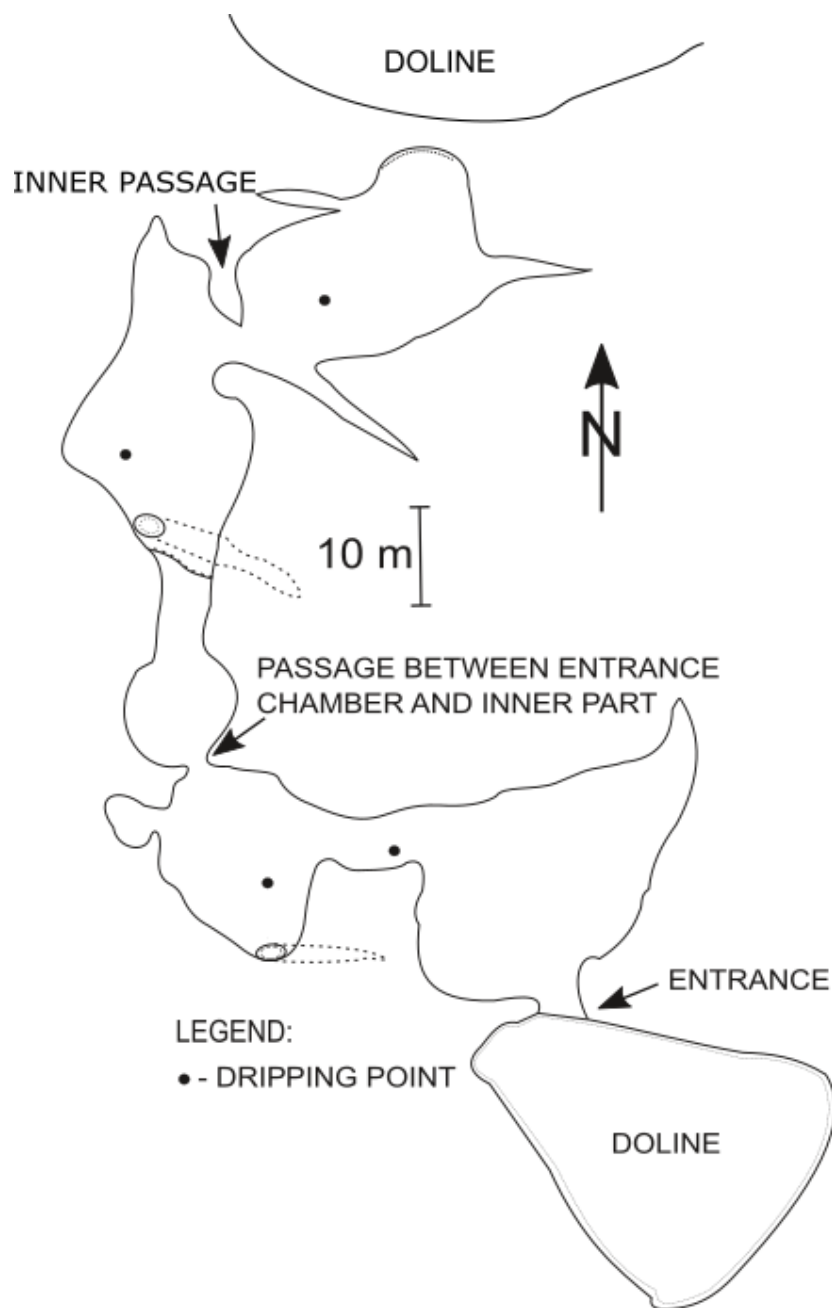 DOLINE
INNER PASSAGE
N
10 m
PASSAGE BETWEEN ENTRANCE
CHAMBER AND INNER PART
ENTRANCE
LEGEND:
● - DRIPPING POINT
DOLINE